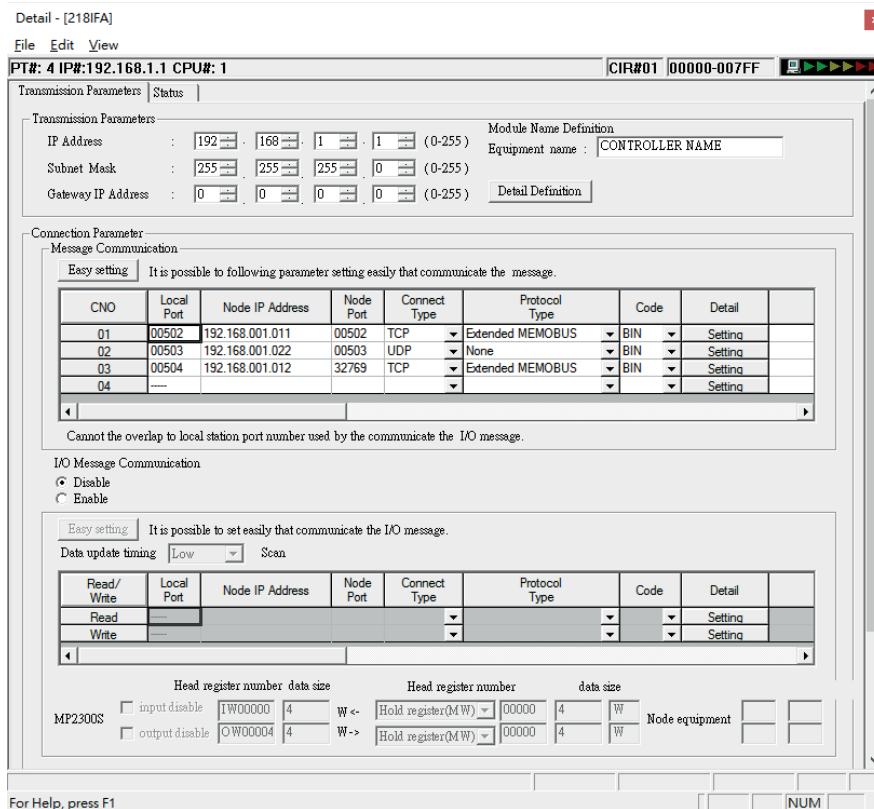 Detail - [218IFA]
File Edit View
PT#: 4 IP#:192.168.1.1 CPU#: 1 CIR#01 00000-007FF
Transmission Parameters Status
Transmission Parameters
IP Address : 192 . 168 . 1 . 1 (0-255)
Module Name Definition
Equipment name : CONTROLLER NAME
Subnet Mask : 255 . 255 . 255 . 0 (0-255)
Gateway IP Address : 0 . 0 . 0 . 0 (0-255) Detail Definition
Connection Parameter
Message Communication
Easy setting It is possible to following parameter setting easily that communicate the message.
CNO Local Port Node IP Address Node Port Connect Type Protocol Type Code Detail
01 00502 192.168.001.011 00502 TCP Extended MEMOBUS BIN Setting
02 00503 192.168.001.022 00503 UDP None BIN Setting
03 00504 192.168.001.012 32769 TCP Extended MEMOBUS BIN Setting
04 ----- Setting
Cannot the overlap to local station port number used by the communicate the I/O message.
I/O Message Communication
Disable
Enable
Easy setting It is possible to set easily that communicate the I/O message.
Data update timing Low Scan
Read/ Write Local Port Node IP Address Node Port Connect Type Protocol Type Code Detail
Read ----- Setting
Write ----- Setting
Head register number data size Head register number data size
MP2300S input disable IW00000 4 W <- Hold register(MW) 00000 4 W Node equipment
output disable OW00004 4 W -> Hold register(MW) 00000 4 W
For Help, press F1 NUM